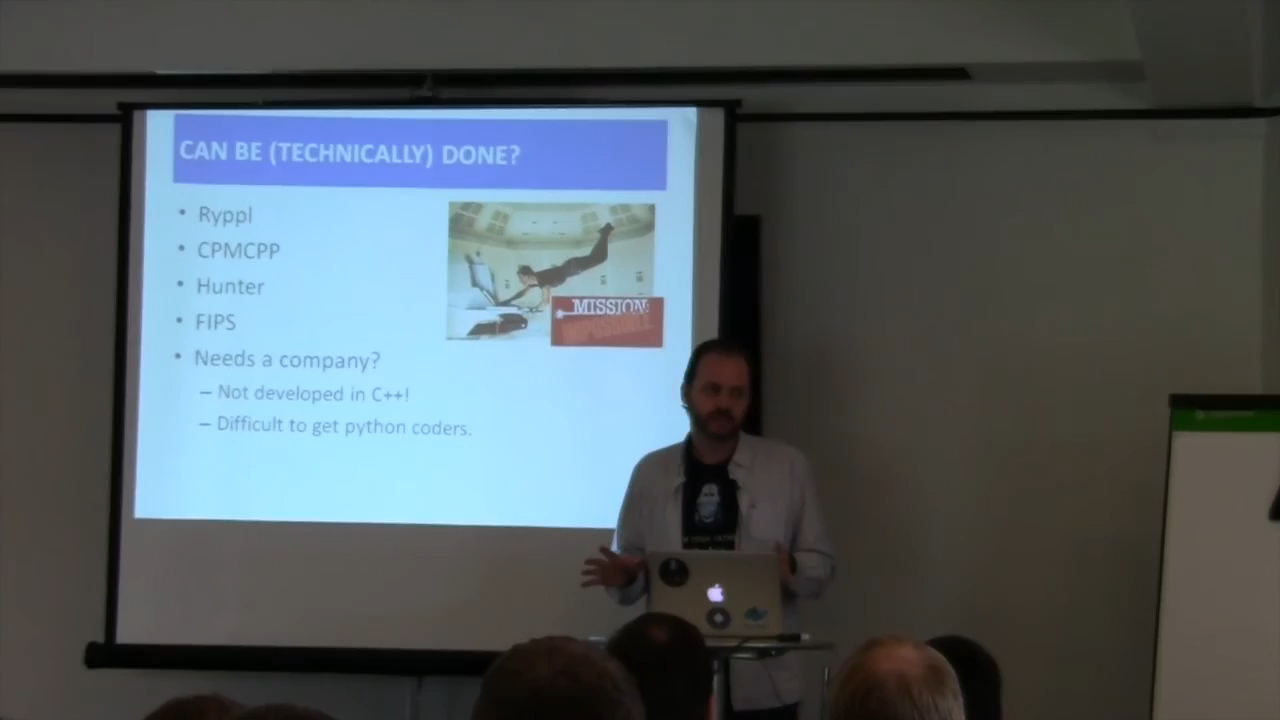 CAN BE (TECHNICALLY) DONE?
• Ryppl
• CPMCPP
• Hunter
• FIPS
• Needs a company?
– Not developed in C++!
– Difficult to get python coders.
MISSION:
IMPOSSIBLE